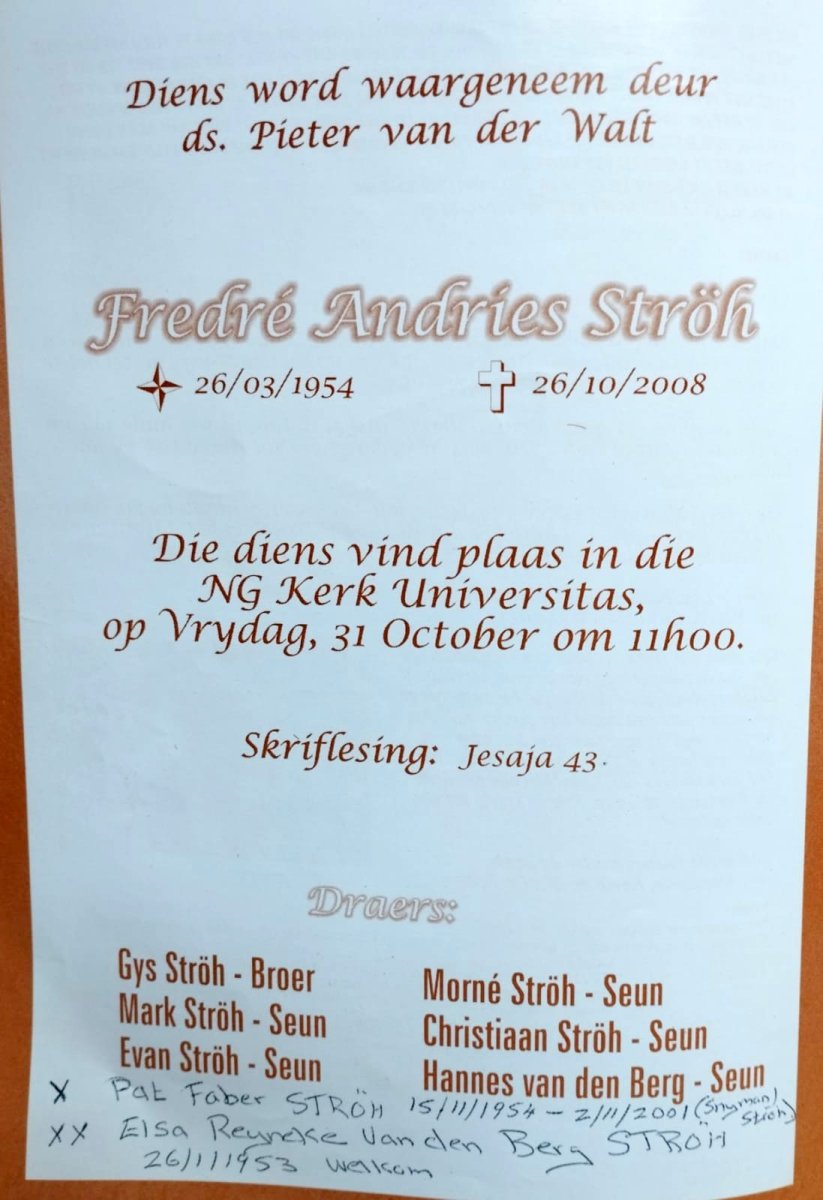 Diens word waargeneem deur
ds. Pieter van der Walt
Fredré Andries Ströh
26/03/1954 26/10/2008
Die diens vind plaas in die
NG Kerk Universitas,
op Vrydag, 31 October om 11h00.
Skriflesing: Jesaja 43.
Draers:
Gys Ströh - Broer
Mark Ströh - Seun
Evan Ströh - Seun
Morné Ströh - Seun
Christiaan Ströh - Seun
Hannes van den Berg - Seun
X Pat Faber STRÖH 15/11/1954 - 2/11/2001 (Snyman/Ströh)
XX Elsa Reyneke Van den Berg STRÖH
26/1/1953 Welkom